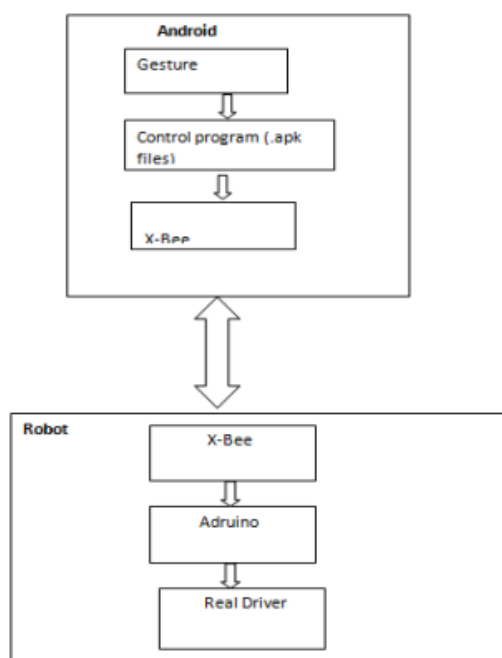 Android
Gesture
Control program (.apk
files)
X-Bee
Robot
X-Bee
Adruino
Real Driver